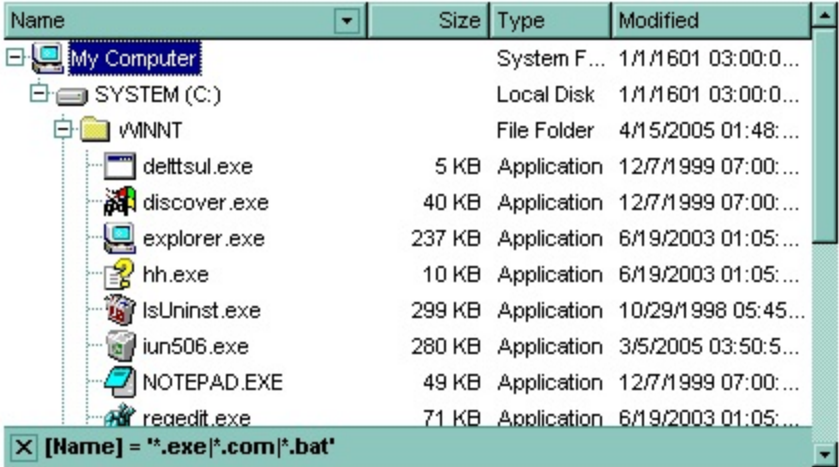 Name Size Type Modified
My Computer System F... 1/1/1601 03:00:0...
SYSTEM (C:) Local Disk 1/1/1601 03:00:0...
WINNT File Folder 4/15/2005 01:48:...
delttsul.exe 5 KB Application 12/7/1999 07:00:...
discover.exe 40 KB Application 12/7/1999 07:00:...
explorer.exe 237 KB Application 6/19/2003 01:05:...
hh.exe 10 KB Application 6/19/2003 01:05:...
IsUninst.exe 299 KB Application 10/29/1998 05:45...
iun506.exe 280 KB Application 3/5/2005 03:50:5...
NOTEPAD.EXE 49 KB Application 12/7/1999 07:00:...
regedit.exe 71 KB Application 6/19/2003 01:05:...
[Name] = '*.exe|*.com|*.bat'